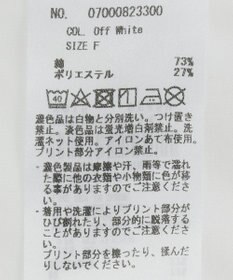 NO. 07000823300
COL. Off White
SIZE F
綿 73%
ポリエステル 27%
40
濃色品は白物と分別洗い。つけ置き
禁止。淡色品は蛍光増白剤禁止。洗
濯ネット使用。アイロンあて布使用。
プリント部分アイロン禁止。
・濃色製品は摩擦や汗、雨等で濡れ
た際に他の衣類や小物類に色が移
る事がありますのでご注意くださ
い。
・着用や洗濯によりプリント部分が
ひび割れたり、部分的に脱落する
ことがありますのでご注意くださ
い。
プリント部分を擦ったり、揉んだ
りしないでください。